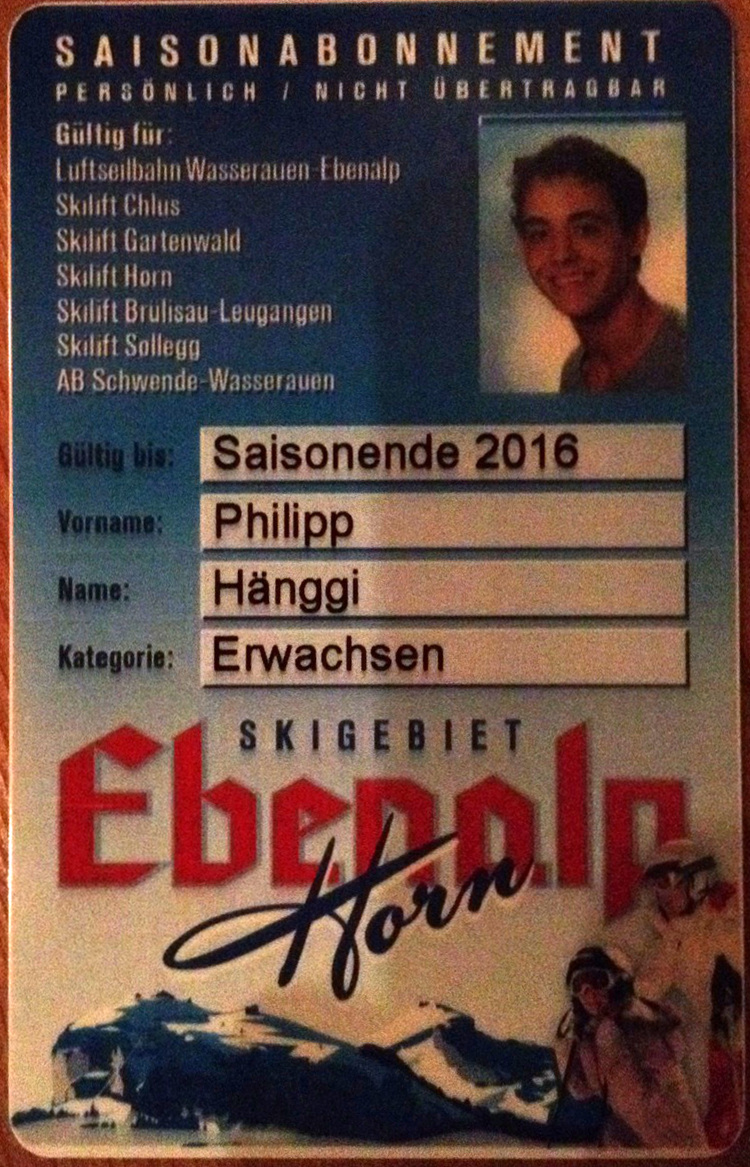 SAISONABONNEMENT
PERSÖNLICH / NICHT ÜBERTRAGBAR
Gültig für:
Luftseilbahn Wasserauen-Ebenalp
Skilift Chlus
Skilift Gartenwald
Skilift Horn
Skilift Brülisau-Leugangen
Skilift Sollegg
AB Schwende-Wasserauen
Gültig bis: Saisonende 2016
Vorname: Philipp
Name: Hänggi
Kategorie: Erwachsen
SKIGEBIET
Ebenalp
Horn